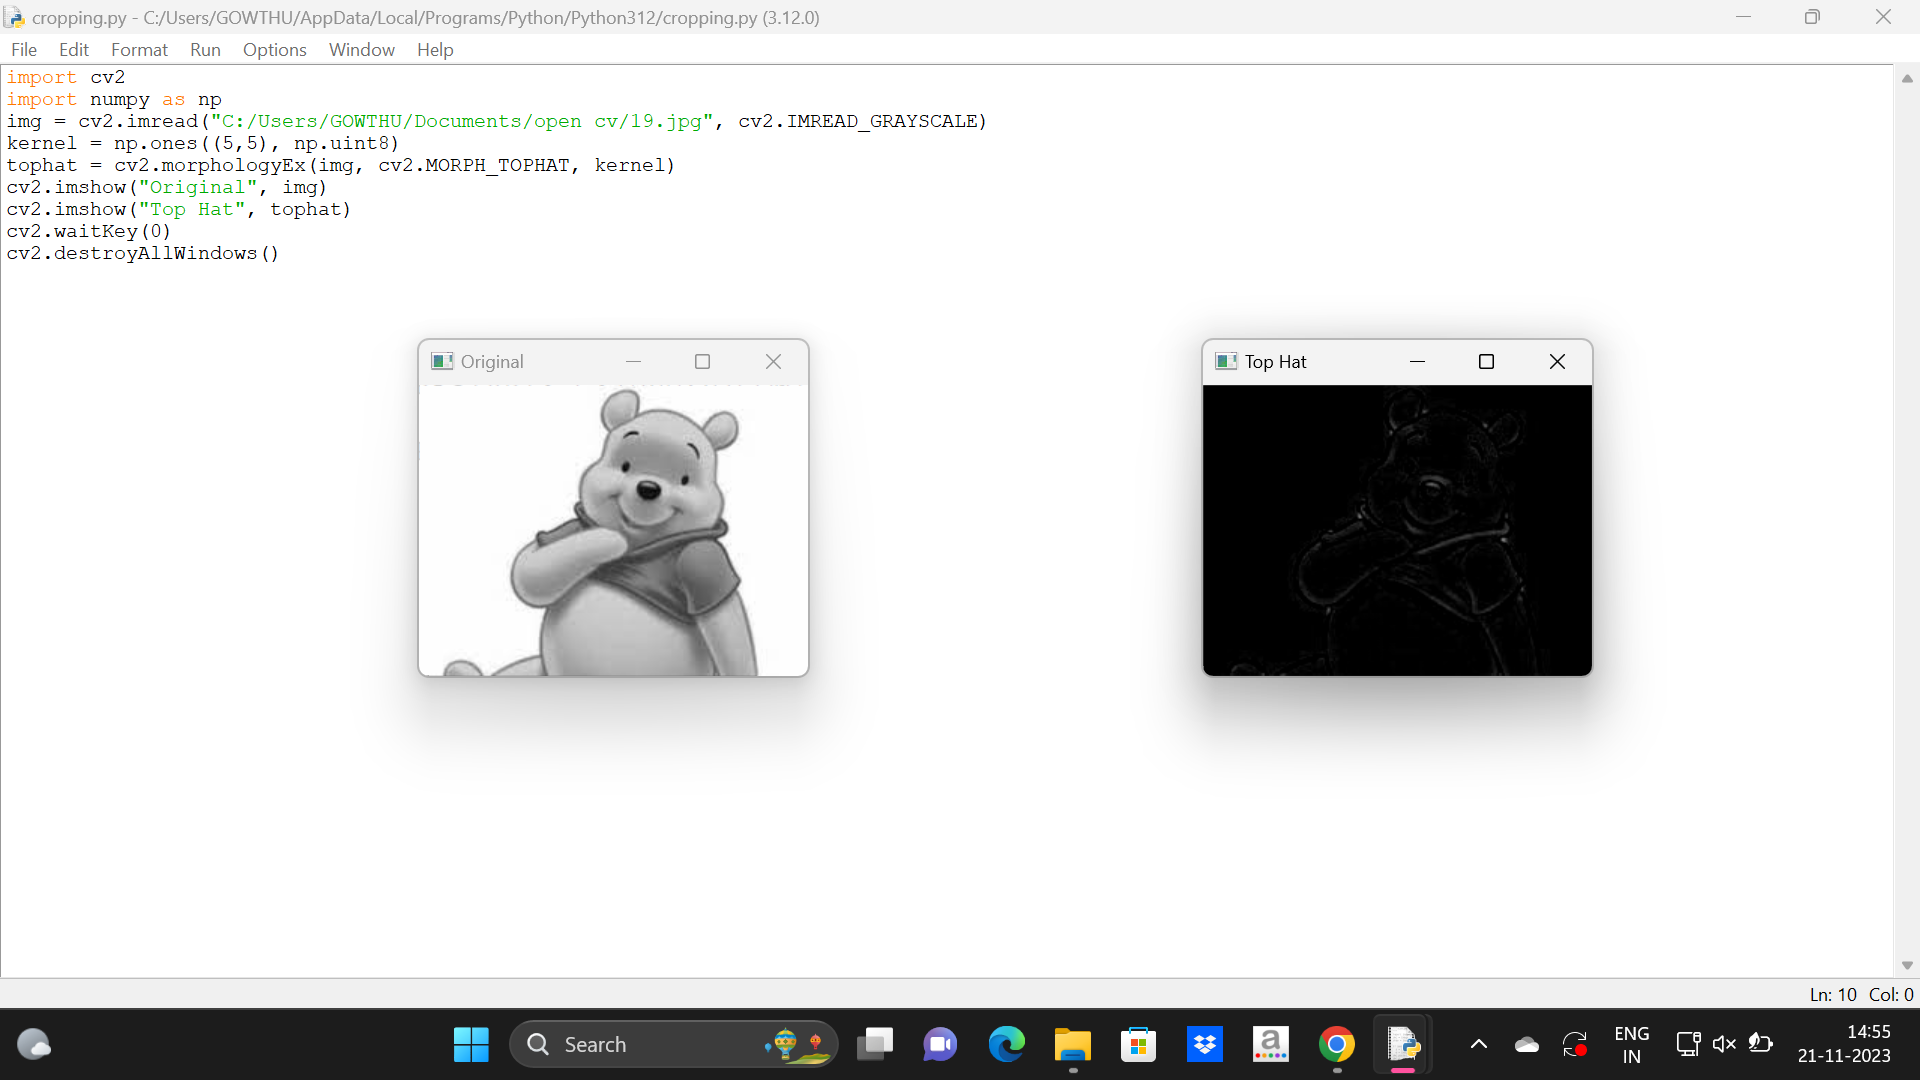 cropping.py - C:/Users/GOWTHU/AppData/Local/Programs/Python/Python312/cropping.py (3.12.0)
File Edit Format Run Options Window Help
import cv2
import numpy as np
img = cv2.imread("C:/Users/GOWTHU/Documents/open cv/19.jpg", cv2.IMREAD_GRAYSCALE)
kernel = np.ones((5,5), np.uint8)
tophat = cv2.morphologyEx(img, cv2.MORPH_TOPHAT, kernel)
cv2.imshow("Original", img)
cv2.imshow("Top Hat", tophat)
cv2.waitKey(0)
cv2.destroyAllWindows()
Original
Top Hat
Ln: 10 Col: 0
Search
a
ENG
IN
14:55
21-11-2023